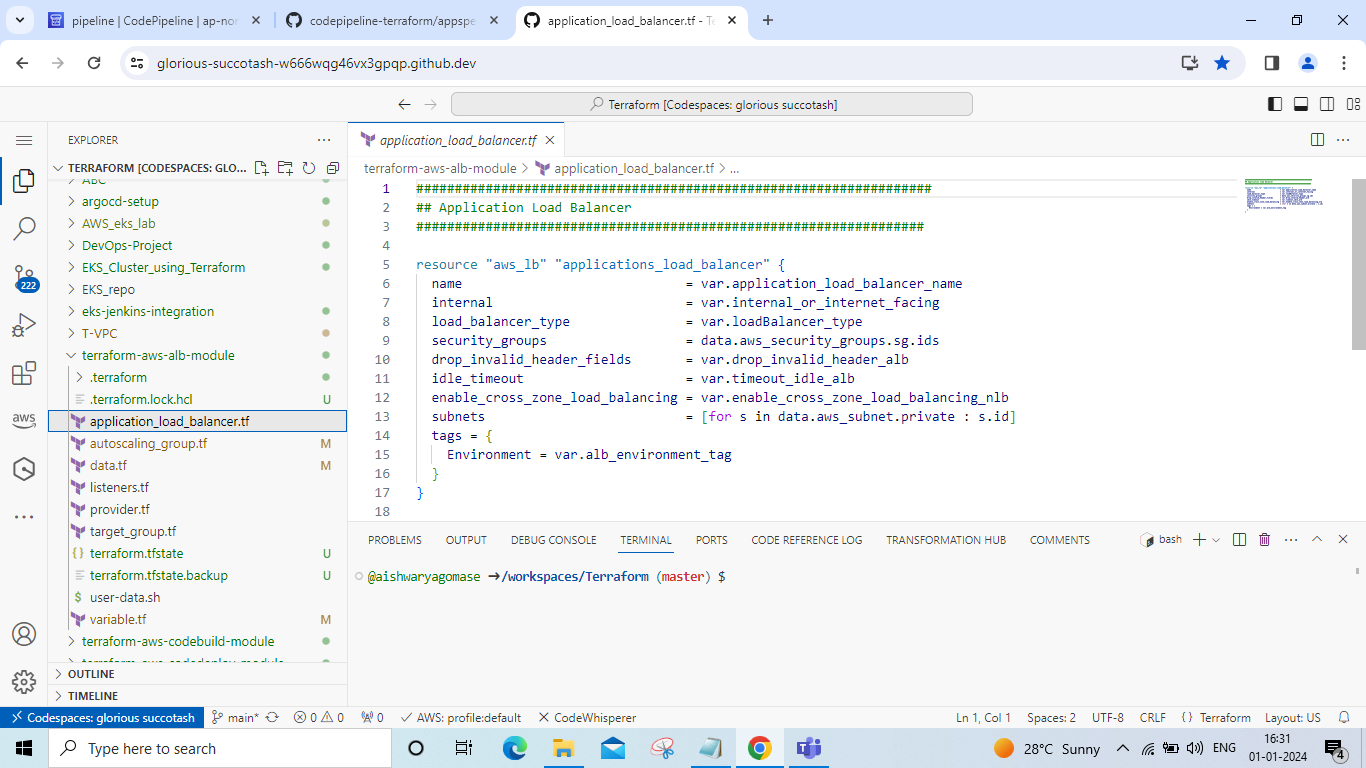 pipeline | CodePipeline | ap-nor
codepipeline-terraform/appspe
application_load_balancer.tf - Te
glorious-succotash-w666wqg46vx3gpqp.github.dev
Terraform [Codespaces: glorious succotash]
EXPLORER
TERRAFORM [CODESPACES: GLO...
ABC
argocd-setup
AWS_eks_lab
DevOps-Project
EKS_Cluster_using_Terraform
EKS_repo
eks-jenkins-integration
T-VPC
terraform-aws-alb-module
.terraform
.terraform.lock.hcl U
application_load_balancer.tf
autoscaling_group.tf M
data.tf M
listeners.tf
provider.tf
target_group.tf
terraform.tfstate U
terraform.tfstate.backup U
user-data.sh
variable.tf M
terraform-aws-codebuild-module
terraform-aws-codedeploy-module
OUTLINE
TIMELINE
222
aws
application_load_balancer.tf
terraform-aws-alb-module > application_load_balancer.tf > ...
1 ###################################################################
2 ## Application Load Balancer
3 ##################################################################
4
5 resource "aws_lb" "applications_load_balancer" {
6 name = var.application_load_balancer_name
7 internal = var.internal_or_internet_facing
8 load_balancer_type = var.loadBalancer_type
9 security_groups = data.aws_security_groups.sg.ids
10 drop_invalid_header_fields = var.drop_invalid_header_alb
11 idle_timeout = var.timeout_idle_alb
12 enable_cross_zone_load_balancing = var.enable_cross_zone_load_balancing_nlb
13 subnets = [for s in data.aws_subnet.private : s.id]
14 tags = {
15 Environment = var.alb_environment_tag
16 }
17 }
18
PROBLEMS OUTPUT DEBUG CONSOLE TERMINAL PORTS CODE REFERENCE LOG TRANSFORMATION HUB COMMENTS bash
@aishwaryagomase ➜/workspaces/Terraform (master) $
Codespaces: glorious succotash main* 0 0 0 AWS: profile:default CodeWhisperer Ln 1, Col 1 Spaces: 2 UTF-8 CRLF {} Terraform Layout: US
Type here to search
28°C Sunny
ENG
16:31
01-01-2024
4